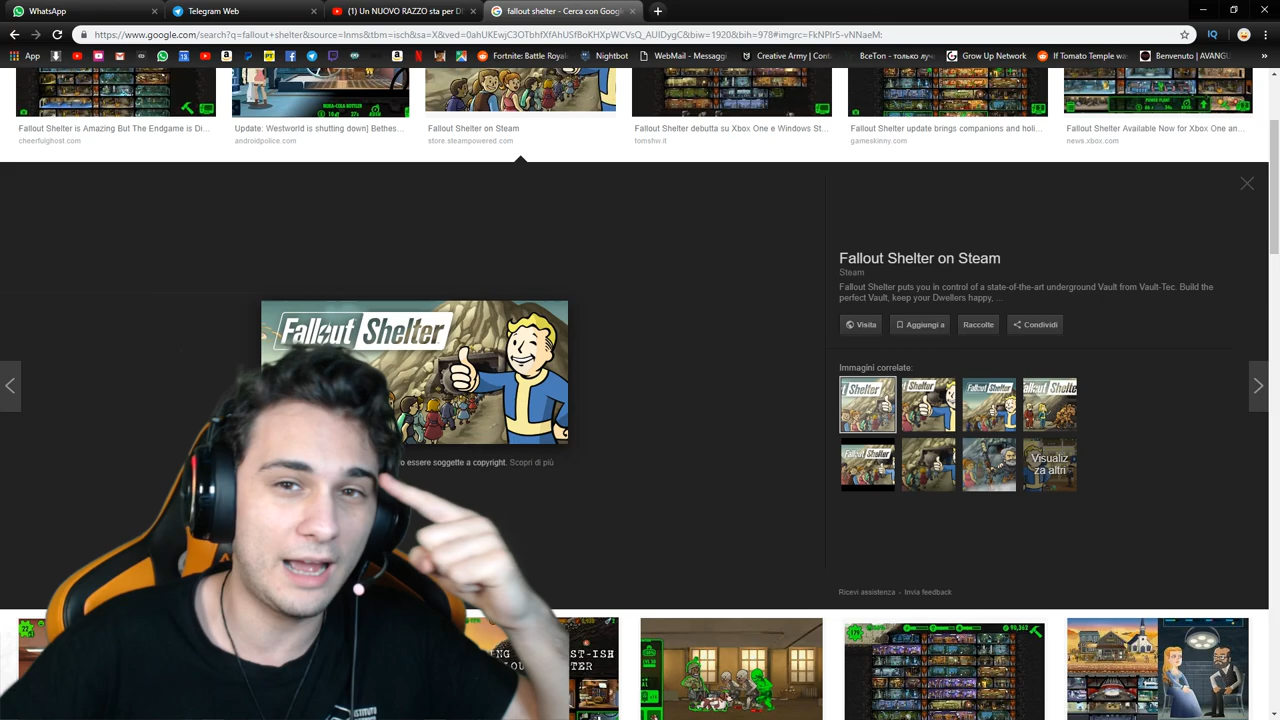 WhatsApp
Telegram Web
(1) Un NUOVO RAZZO per DI
fallout shelter - Cerca con Google
https://www.google.com/search?q=fallout+shelter&source=lnms&tbm=isch&sa=X&ved=0ahUKEwjC3OTbhfXfAhUSfBoKHXpWCVsQ_AUIDygC&biw=1920&bih=978#imgrc=FkNPlr5-vNNaeM:
App
Fortnite: Battle Royal
Nightbot
WebMail - Messaggi
Creative Army | Cont
ВсеТоп - только луч
Grow Up Network
If Tomato Temple wa
Benvenuto | AVANGU
Fallout Shelter is Amazing But The Endgame is Di...
cheerfulghost.com
Update: Westworld is shutting down| Bethes...
androidpolice.com
Fallout Shelter on Steam
store.steampowered.com
Fallout Shelter debutta su Xbox One e Windows St...
tomshw.it
Fallout Shelter update brings companions and holi...
gameskinny.com
Fallout Shelter Available Now for Xbox One an...
news.xbox.com
Fallout Shelter
o essere soggette a copyright. Scopri di più
Fallout Shelter on Steam
Steam
Fallout Shelter puts you in control of a state-of-the-art underground Vault from Vault-Tec. Build the
perfect Vault, keep your Dwellers happy, ...
Visita
Aggiungi a
Raccolte
Condividi
Immagini correlate:
Visualiz
za altri
Ricevi assistenza - Invia feedback